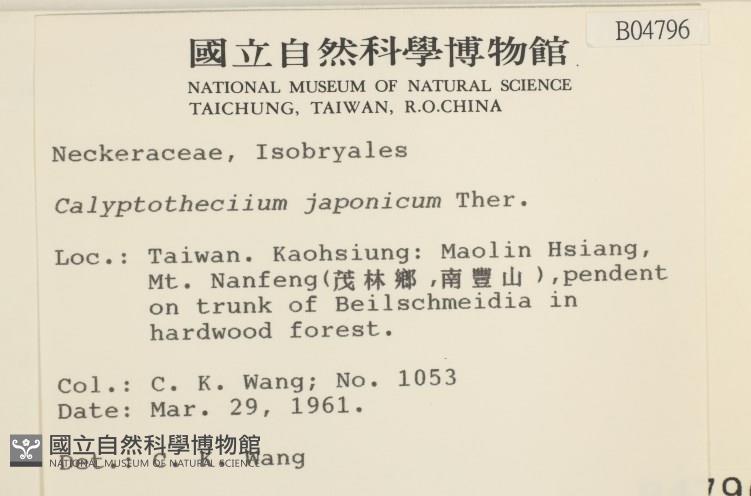 B04796
國立自然科學博物館
NATIONAL MUSEUM OF NATURAL SCIENCE
TAICHUNG, TAIWAN, R.O.CHINA
Neckeraceae, Isobryales
Calyptotheciium japonicum Ther.
Loc.: Taiwan. Kaohsiung: Maolin Hsiang,
Mt. Nanfeng(茂林鄉,南豐山),pendent
on trunk of Beilschmeidia in
hardwood forest.
Col.: C. K. Wang; No. 1053
Date: Mar. 29, 1961.
國立自然科學博物館
NATIONAL MUSEUM OF NATURAL SCIENCE
Det.: C. K. Wang